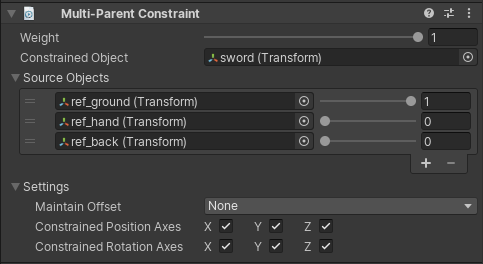 Multi-Parent Constraint
Weight 1
Constrained Object sword (Transform)
Source Objects
ref_ground (Transform) 1
ref_hand (Transform) 0
ref_back (Transform) 0
Settings
Maintain Offset None
Constrained Position Axes X Y Z
Constrained Rotation Axes X Y Z